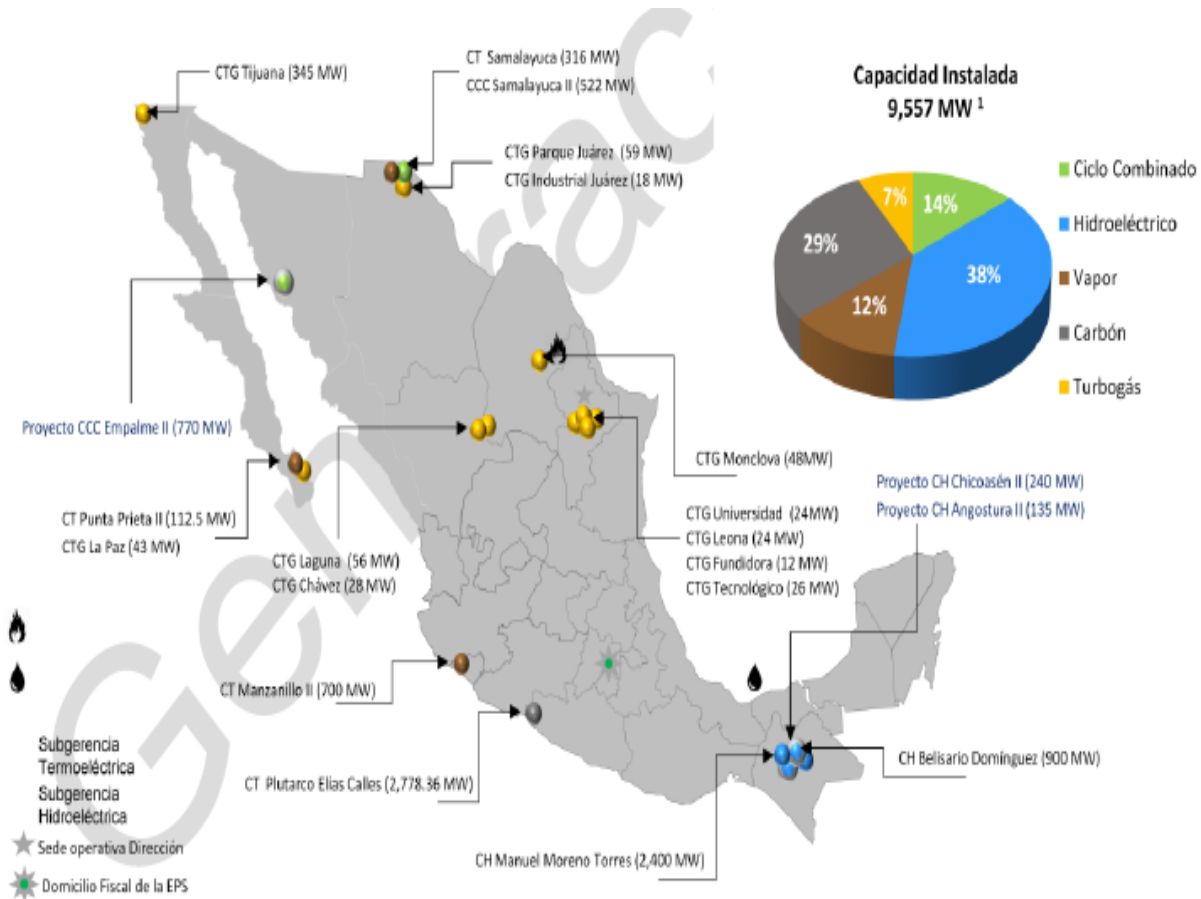 CTG Tijuana (345 MW)
CT Samalayuca (316 MW)
CCC Samalayuca II (522 MW)
CTG Parque Juárez (59 MW)
CTG Industrial Juárez (18 MW)
Capacidad Instalada
9,557 MW 1
7%
14%
29%
38%
12%
Ciclo Combinado
Hidroeléctrico
Vapor
Carbón
Turbogás
Proyecto CCC Empalme II (770 MW)
CT Punta Prieta II (112.5 MW)
CTG La Paz (43 MW)
CTG Laguna (56 MW)
CTG Chávez (28 MW)
CTG Monclova (48MW)
CTG Universidad (24MW)
CTG Leona (24 MW)
CTG Fundidora (12 MW)
CTG Tecnológico (26 MW)
Proyecto CH Chicoasén II (240 MW)
Proyecto CH Angostura II (135 MW)
CT Manzanillo II (700 MW)
CT Plutarco Elías Calles (2,778.36 MW)
CH Belisario Domínguez (900 MW)
CH Manuel Moreno Torres (2,400 MW)
Subgerencia
Termoeléctrica
Subgerencia
Hidroeléctrica
Sede operativa Dirección
Domicilio Fiscal de la EPS